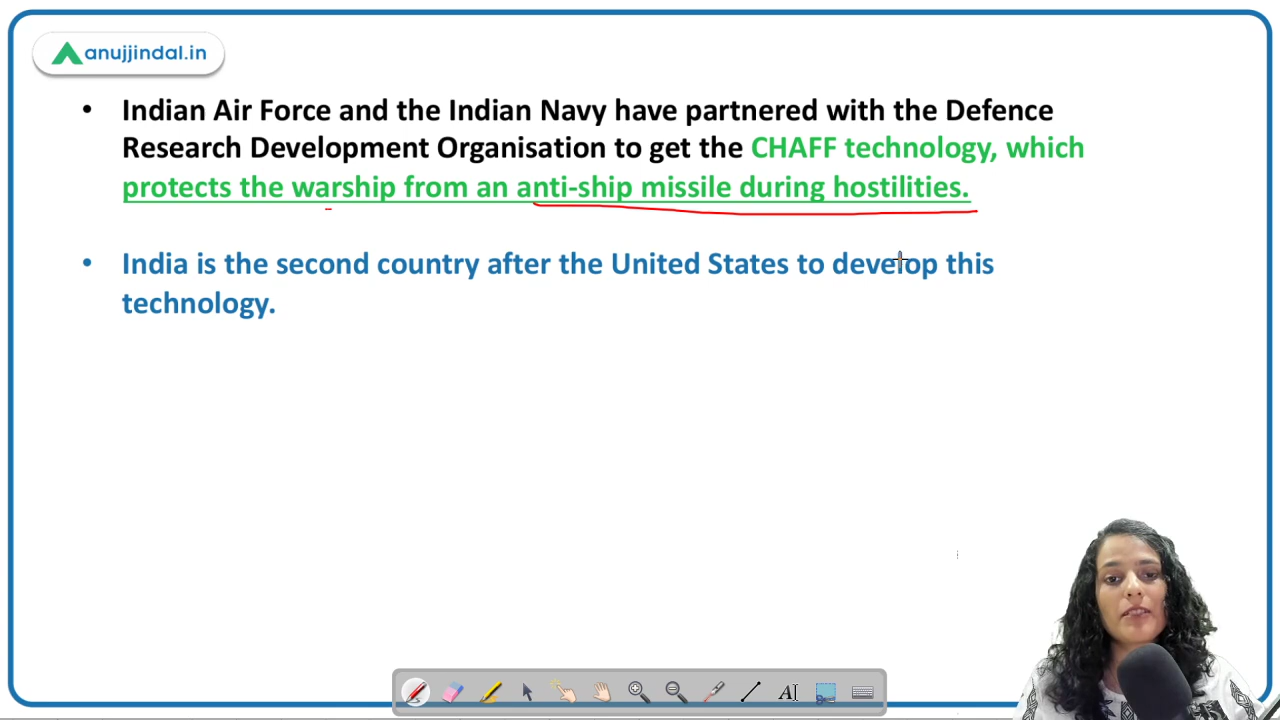 anujjindal.in
• Indian Air Force and the Indian Navy have partnered with the Defence
Research Development Organisation to get the CHAFF technology, which
protects the warship from an anti-ship missile during hostilities.
• India is the second country after the United States to develop this
technology.
A